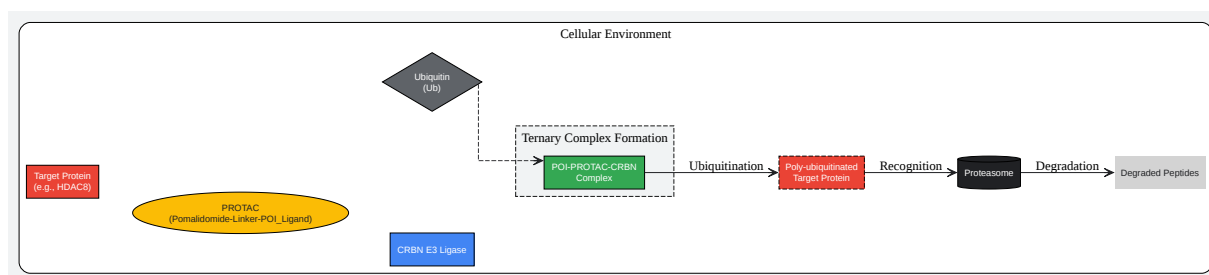 Cellular Environment
Ubiquitin
(Ub)
Ternary Complex Formation
POI-PROTAC-CRBN
Complex
Ubiquitination
Poly-ubiquitinated
Target Protein
Recognition
Proteasome
Degradation
Degraded Peptides
Target Protein
(e.g., HDAC8)
PROTAC
(Pomalidomide-Linker-POI_Ligand)
CRBN E3 Ligase